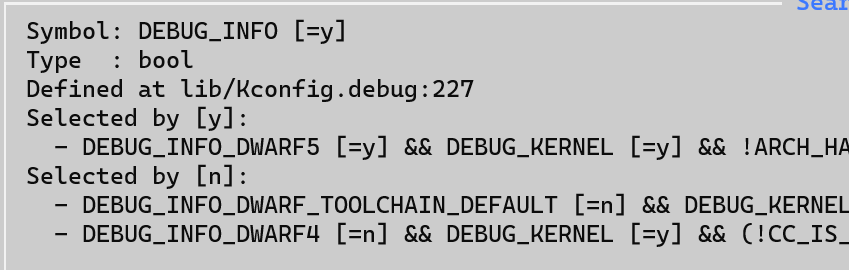 Sear
Symbol: DEBUG_INFO [=y]
Type  : bool
Defined at lib/Kconfig.debug:227
Selected by [y]:
  - DEBUG_INFO_DWARF5 [=y] && DEBUG_KERNEL [=y] && !ARCH_HA
Selected by [n]:
  - DEBUG_INFO_DWARF_TOOLCHAIN_DEFAULT [=n] && DEBUG_KERNEL
  - DEBUG_INFO_DWARF4 [=n] && DEBUG_KERNEL [=y] && (!CC_IS_